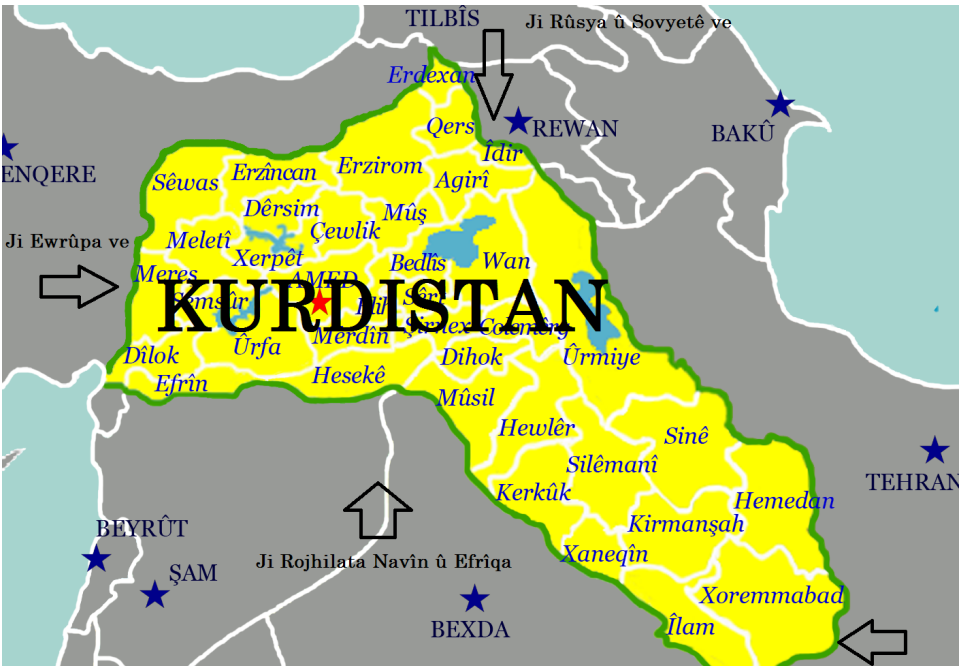 TILBÎS
Ji Rûsya û Sovyetê ve
Erdexan
Qers
REWAN
BAKÛ
Îdir
ENQERE
Sêwas
Erzîncan
Erzirom
Agirî
Dêrsim
Mûş
Çewlik
Meletî
Ji Ewrûpa ve
Xerpêt
Bedlîs
Wan
Meres
AMED
Semsûr
Elih
Sêrt
KURDISTAN
Şirnex
Colemêrg
Merdîn
Ûrfa
Dîlok
Dihok
Ûrmiye
Efrîn
Hesekê
Mûsil
Hewlêr
Sinê
Silêmanî
TEHRAN
Kerkûk
Hemedan
Kirmanşah
BEYRÛT
Xaneqîn
Ji Rojhilata Navîn û Efrîqa
ŞAM
Xoremmabad
BEXDA
Îlam